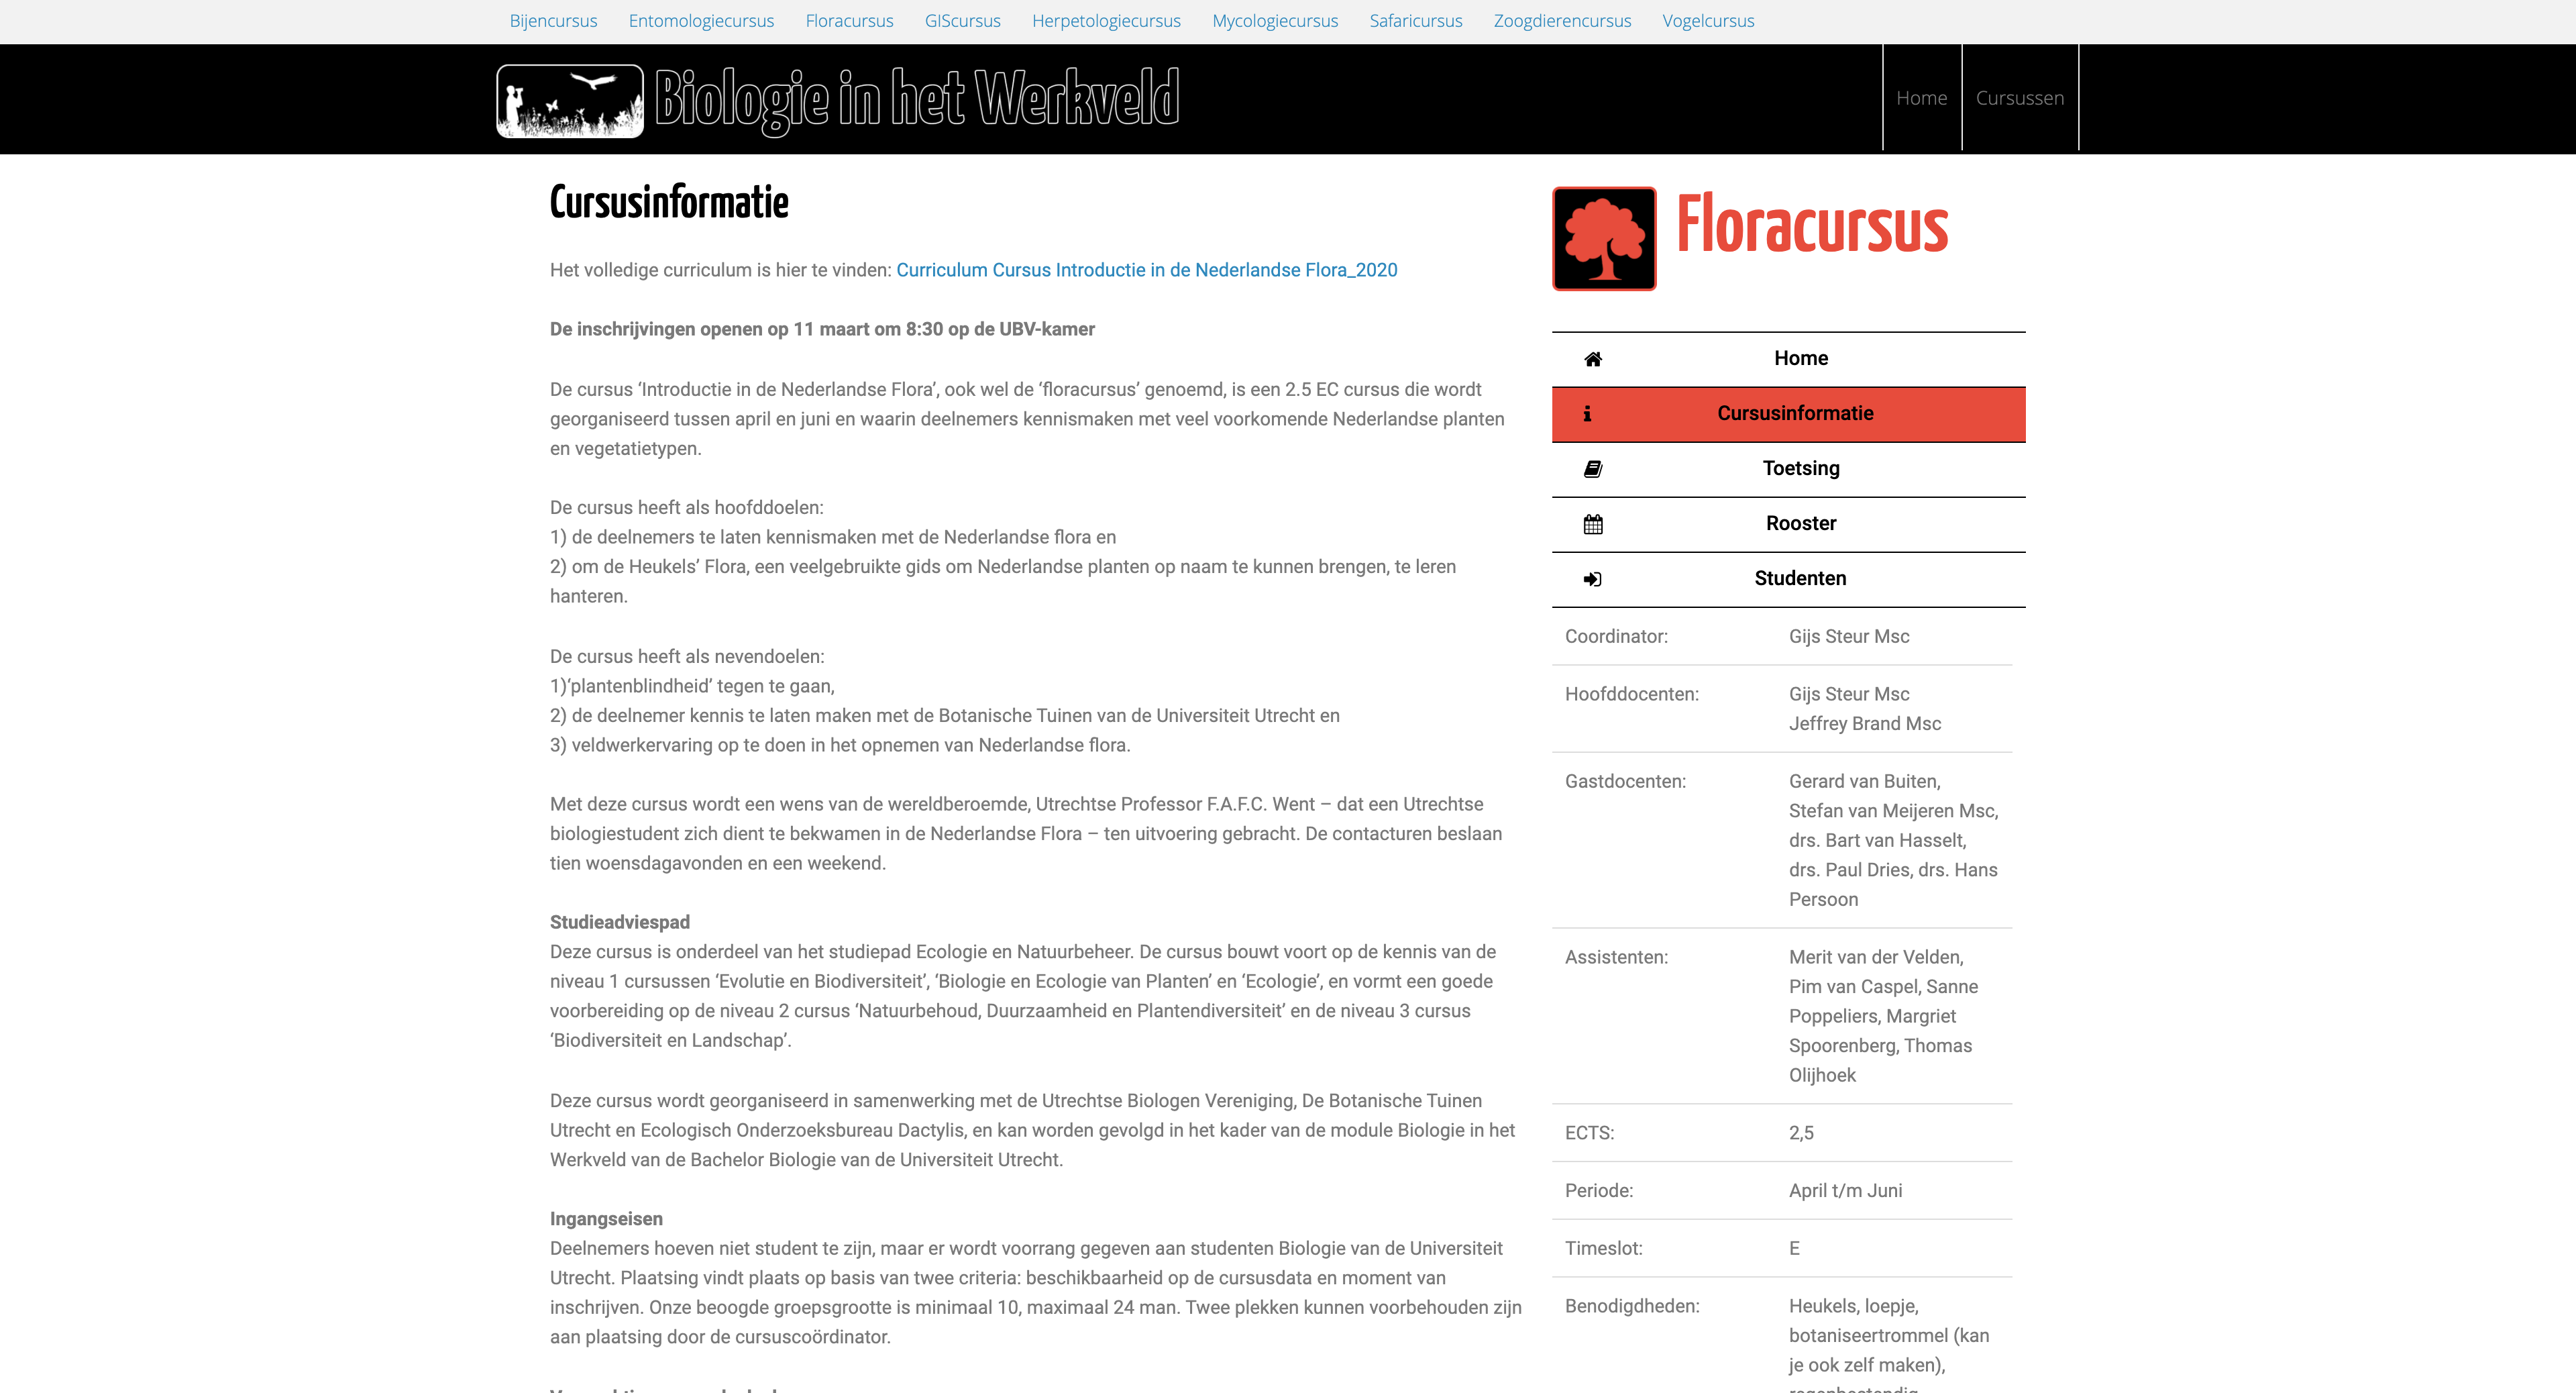 Bijencursus Entomologiecursus Floracursus GIScursus Herpetologiecursus Mycologiecursus Safaricursus Zoogdierencursus Vogelcursus
Biologie in het Werkveld
Home Cursussen
Cursusinformatie
Het volledige curriculum is hier te vinden: Curriculum Cursus Introductie in de Nederlandse Flora_2020
De inschrijvingen openen op 11 maart om 8:30 op de UBV-kamer
De cursus ‘Introductie in de Nederlandse Flora’, ook wel de ‘floracursus’ genoemd, is een 2.5 EC cursus die wordt
georganiseerd tussen april en juni en waarin deelnemers kennismaken met veel voorkomende Nederlandse planten
en vegetatietypen.
De cursus heeft als hoofddoelen:
1) de deelnemers te laten kennismaken met de Nederlandse flora en
2) om de Heukels’ Flora, een veelgebruikte gids om Nederlandse planten op naam te kunnen brengen, te leren
hanteren.
De cursus heeft als nevendoelen:
1)’plantenblindheid’ tegen te gaan,
2) de deelnemer kennis te laten maken met de Botanische Tuinen van de Universiteit Utrecht en
3) veldwerkervaring op te doen in het opnemen van Nederlandse flora.
Met deze cursus wordt een wens van de wereldberoemde, Utrechtse Professor F.A.F.C. Went – dat een Utrechtse
biologiestudent zich dient te bekwamen in de Nederlandse Flora – ten uitvoering gebracht. De contacturen beslaan
tien woensdagavonden en een weekend.
Studieadviespad
Deze cursus is onderdeel van het studiepad Ecologie en Natuurbeheer. De cursus bouwt voort op de kennis van de
niveau 1 cursussen ‘Evolutie en Biodiversiteit’, ‘Biologie en Ecologie van Planten’ en ‘Ecologie’, en vormt een goede
voorbereiding op de niveau 2 cursus ‘Natuurbehoud, Duurzaamheid en Plantendiversiteit’ en de niveau 3 cursus
‘Biodiversiteit en Landschap’.
Deze cursus wordt georganiseerd in samenwerking met de Utrechtse Biologen Vereniging, De Botanische Tuinen
Utrecht en Ecologisch Onderzoeksbureau Dactylis, en kan worden gevolgd in het kader van de module Biologie in het
Werkveld van de Bachelor Biologie van de Universiteit Utrecht.
Ingangseisen
Deelnemers hoeven niet student te zijn, maar er wordt voorrang gegeven aan studenten Biologie van de Universiteit
Utrecht. Plaatsing vindt plaats op basis van twee criteria: beschikbaarheid op de cursusdata en moment van
inschrijven. Onze beoogde groepsgrootte is minimaal 10, maximaal 24 man. Twee plekken kunnen voorbehouden zijn
aan plaatsing door de cursuscoördinator.
Floracursus
Home
Cursusinformatie
Toetsing
Rooster
Studenten
Coordinator: Gijs Steur Msc
Hoofddocenten: Gijs Steur Msc
Jeffrey Brand Msc
Gastdocenten: Gerard van Buiten,
Stefan van Meijeren Msc,
drs. Bart van Hasselt,
drs. Paul Dries, drs. Hans
Persoon
Assistenten: Merit van der Velden,
Pim van Caspel, Sanne
Poppeliers, Margriet
Spoorenberg, Thomas
Olijhoek
ECTS: 2,5
Periode: April t/m Juni
Timeslot: E
Benodigdheden: Heukels, loepje,
botaniseertrommel (kan
je ook zelf maken),